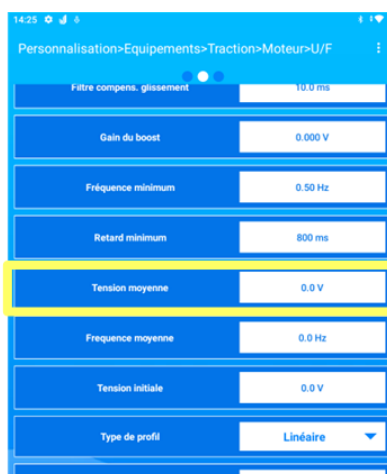 14:25
Personnalisation>Equipements>Traction>Moteur>U/F
Filtre compens. glissement 10.0 ms
Gain du boost 0.000 V
Fréquence minimum 0.50 Hz
Retard minimum 800 ms
Tension moyenne 0.0 V
Frequence moyenne 0.0 Hz
Tension initiale 0.0 V
Type de profil Linéaire